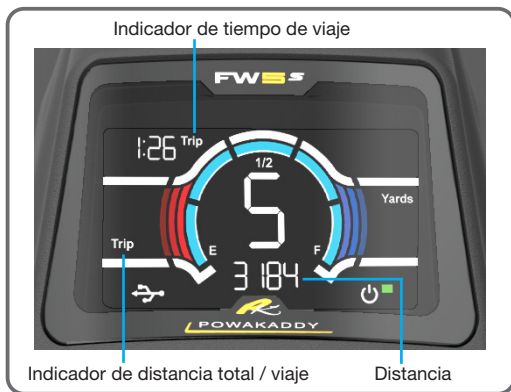 Indicador de tiempo de viaje
FW5s
1:26 Trip
1/2
5
Yards
Trip
E
F
3184
POWAKADDY
Indicador de distancia total / viaje
Distancia